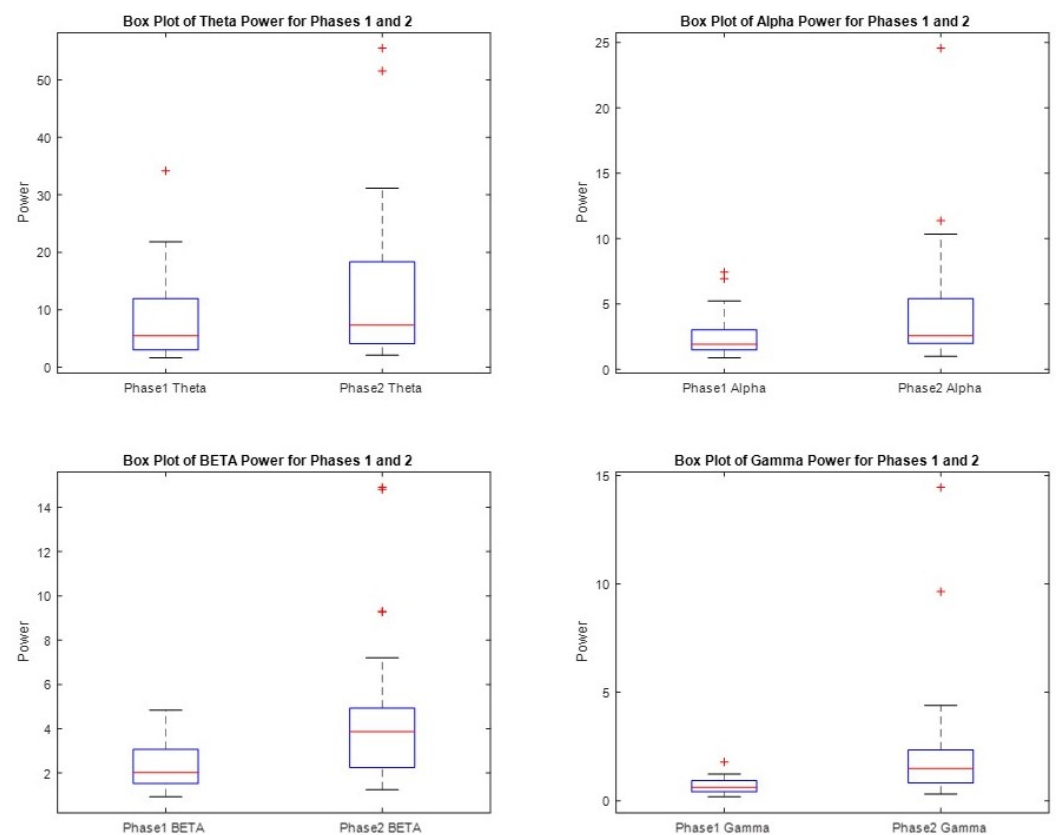 Box Plot of Theta Power for Phases 1 and 2
50
40
30
20
10
0
Power
Phase1 Theta
Phase2 Theta
Box Plot of Alpha Power for Phases 1 and 2
25
20
15
10
5
0
Power
Phase1 Alpha
Phase2 Alpha
Box Plot of BETA Power for Phases 1 and 2
14
12
10
8
6
4
2
Power
Phase1 BETA
Phase2 BETA
Box Plot of Gamma Power for Phases 1 and 2
15
10
5
0
Power
Phase1 Gamma
Phase2 Gamma